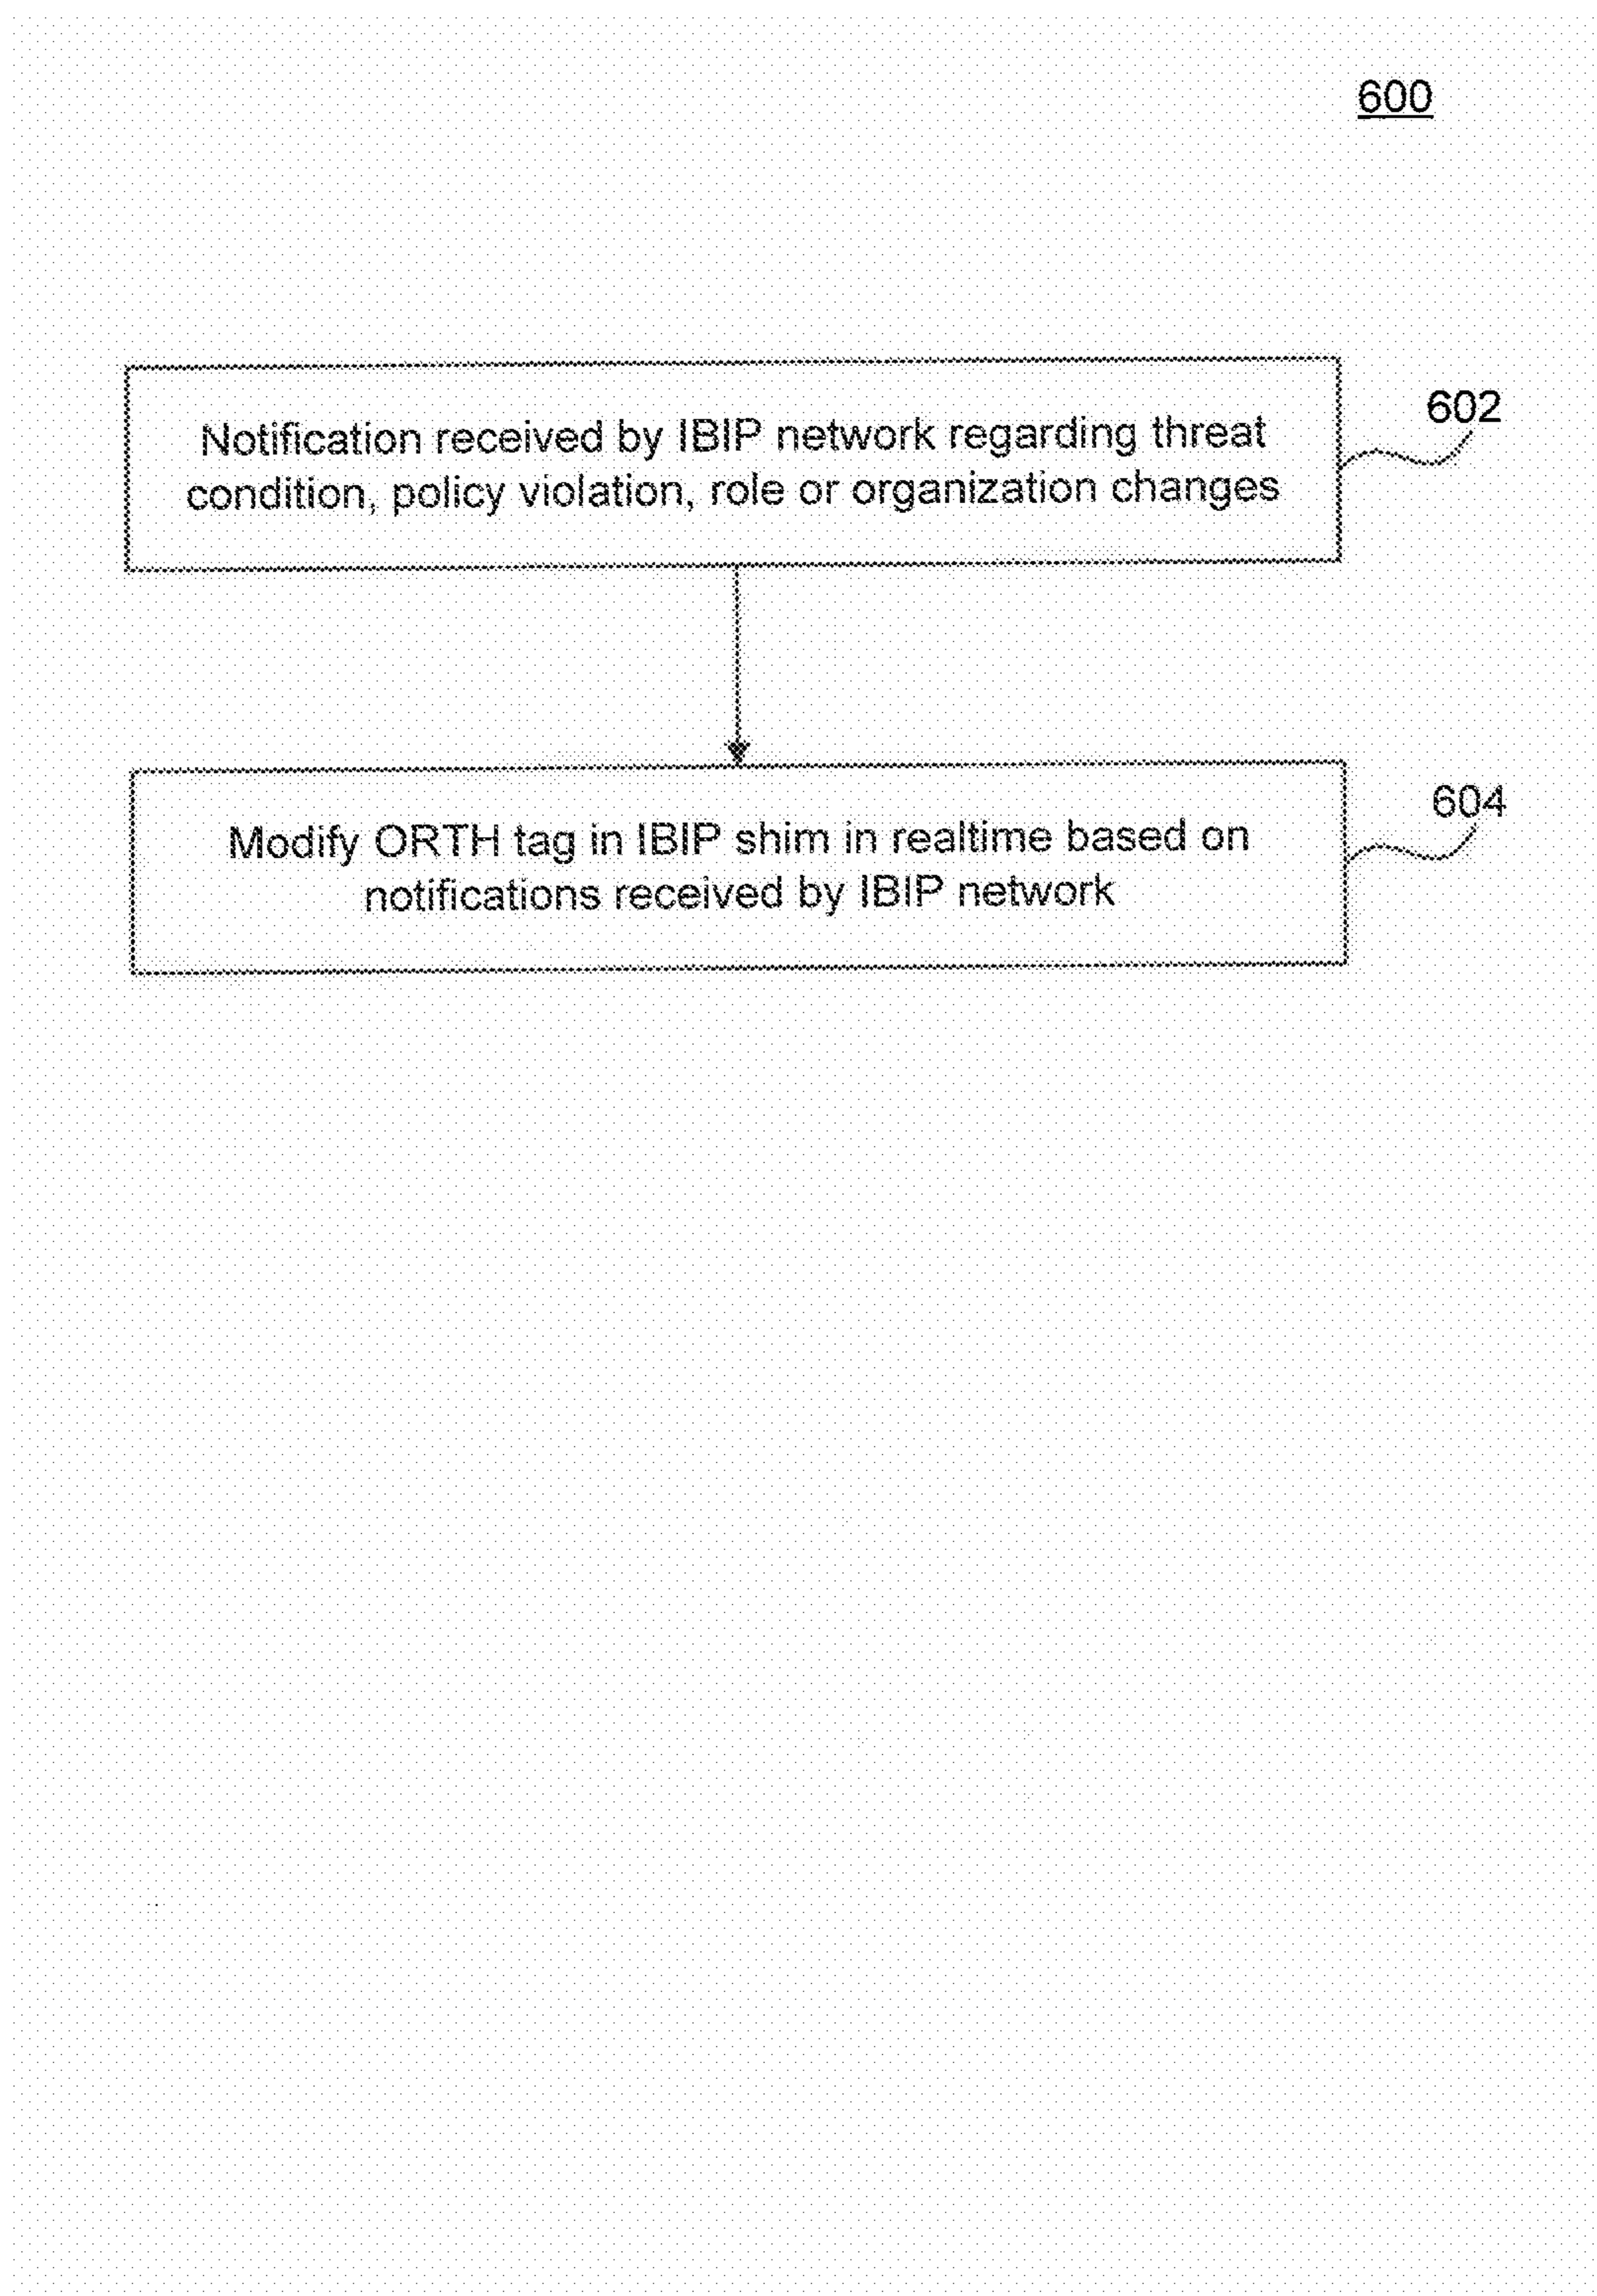 600
Notification received by IBIP network regarding threat
condition, policy violation, role or organization changes
602
Modify ORTH tag in IBIP shim in realtime based on
notifications received by IBIP network
604